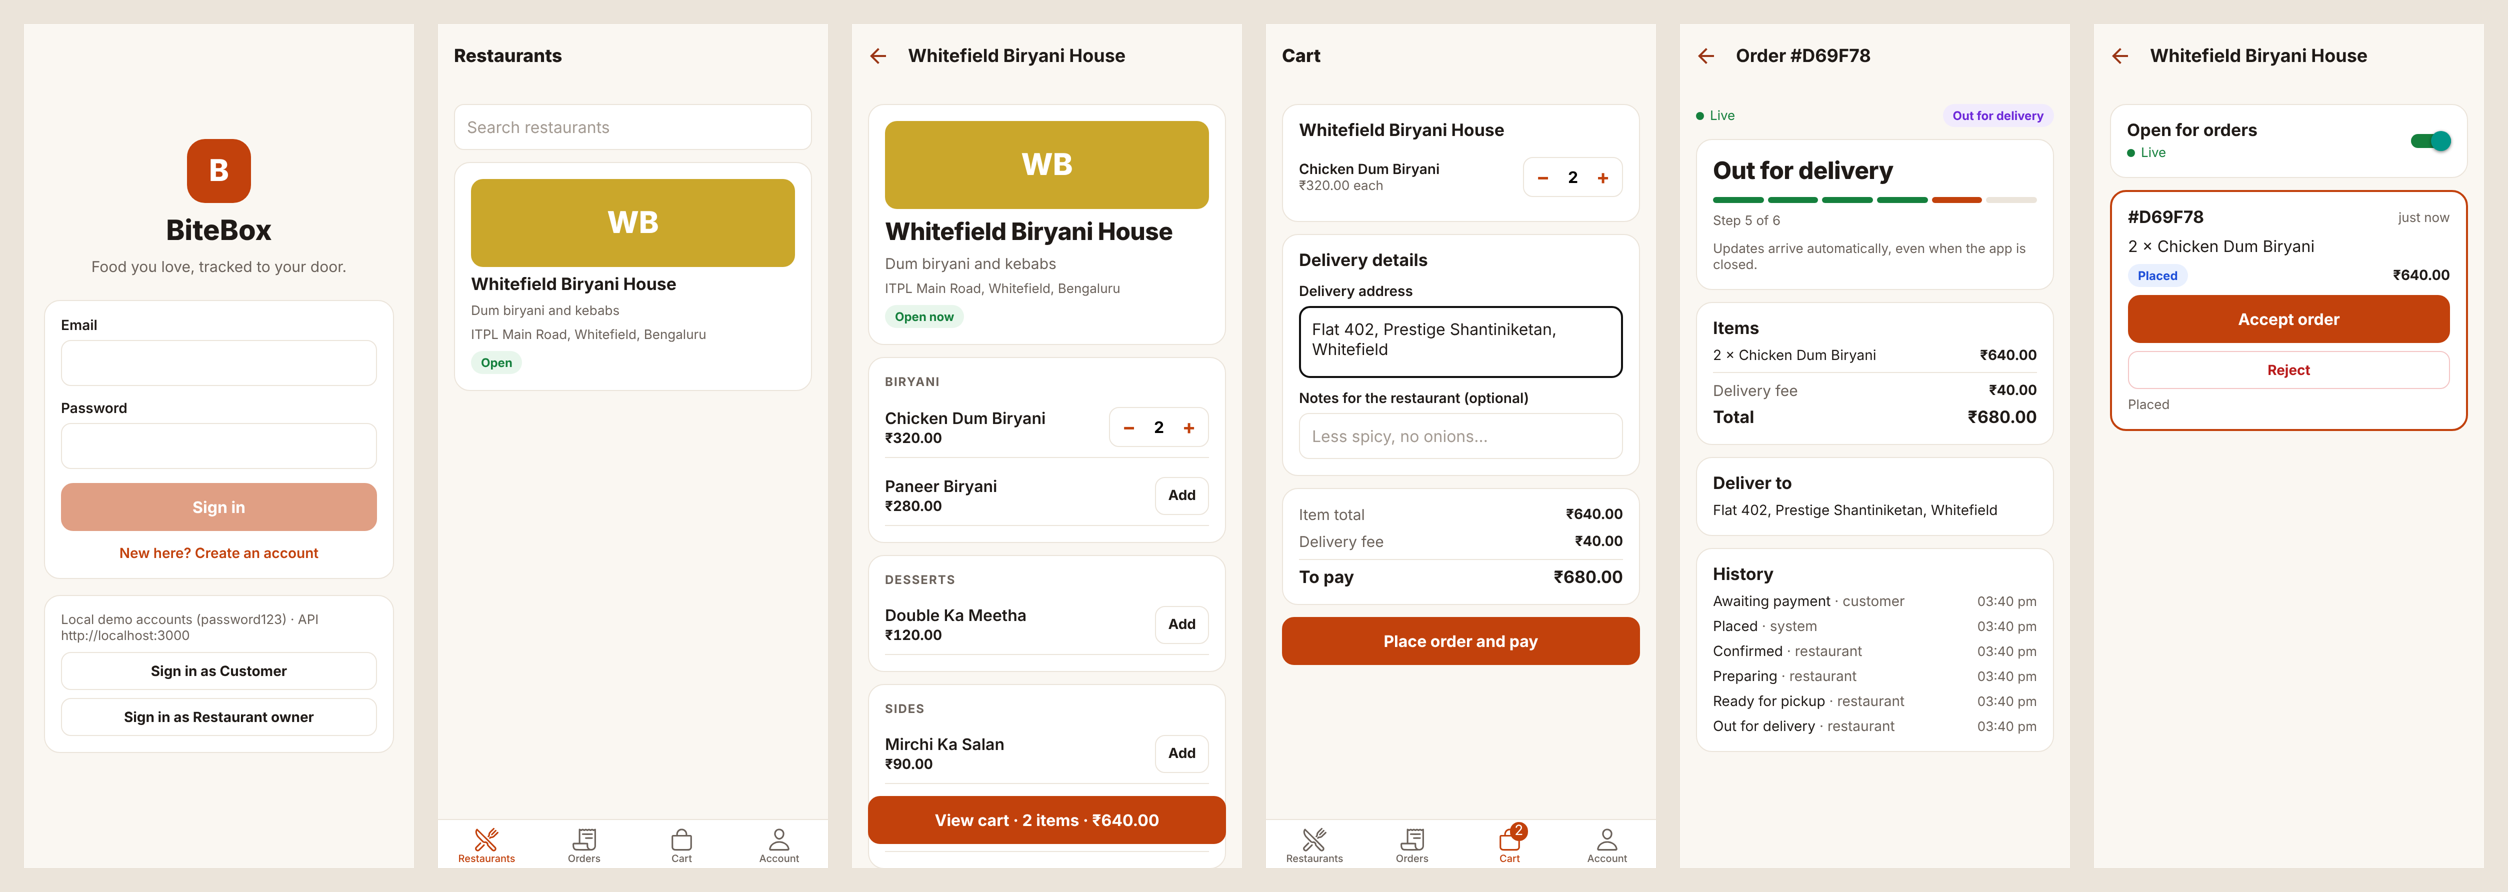 B
BiteBox
Food you love, tracked to your door.
Email
Password
Sign in
New here? Create an account
Local demo accounts (password123) · API
http://localhost:3000
Sign in as Customer
Sign in as Restaurant owner
Restaurants
Search restaurants
WB
Whitefield Biryani House
Dum biryani and kebabs
ITPL Main Road, Whitefield, Bengaluru
Open
Restaurants
Orders
Cart
Account
← Whitefield Biryani House
WB
Whitefield Biryani House
Dum biryani and kebabs
ITPL Main Road, Whitefield, Bengaluru
Open now
BIRYANI
Chicken Dum Biryani
₹320.00
− 2 +
Paneer Biryani
₹280.00
Add
DESSERTS
Double Ka Meetha
₹120.00
Add
SIDES
Mirchi Ka Salan
₹90.00
Add
View cart · 2 items · ₹640.00
Cart
Whitefield Biryani House
Chicken Dum Biryani
₹320.00 each
− 2 +
Delivery details
Delivery address
Flat 402, Prestige Shantiniketan,
Whitefield
Notes for the restaurant (optional)
Less spicy, no onions...
Item total ₹640.00
Delivery fee ₹40.00
To pay ₹680.00
Place order and pay
Restaurants
Orders
2
Cart
Account
← Order #D69F78
Live
Out for delivery
Out for delivery
Step 5 of 6
Updates arrive automatically, even when the app is
closed.
Items
2 × Chicken Dum Biryani ₹640.00
Delivery fee ₹40.00
Total ₹680.00
Deliver to
Flat 402, Prestige Shantiniketan, Whitefield
History
Awaiting payment · customer 03:40 pm
Placed · system 03:40 pm
Confirmed · restaurant 03:40 pm
Preparing · restaurant 03:40 pm
Ready for pickup · restaurant 03:40 pm
Out for delivery · restaurant 03:40 pm
← Whitefield Biryani House
Open for orders
Live
#D69F78 just now
2 × Chicken Dum Biryani
Placed ₹640.00
Accept order
Reject
Placed